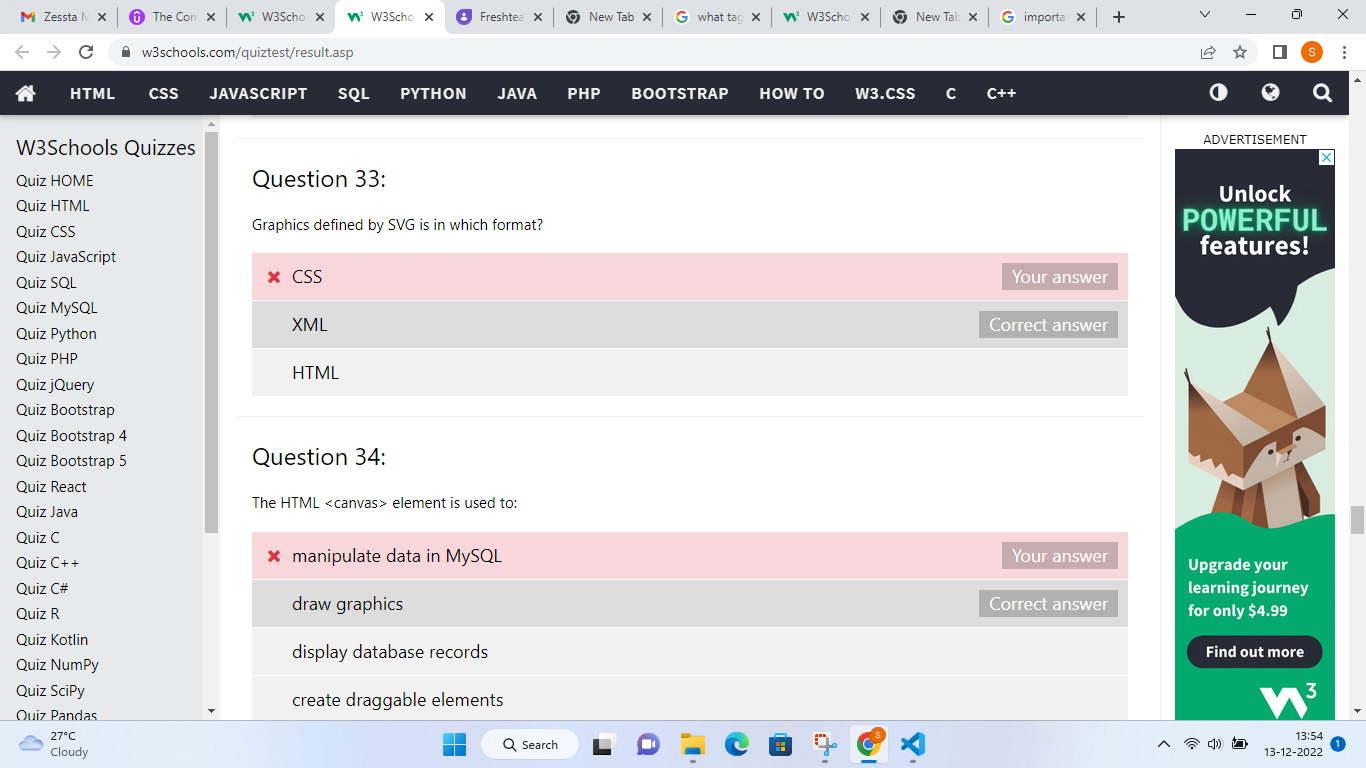 Zessta M
The Com
W3Scho
W3Scho
Freshtea
New Tab
what tag
W3Scho
New Tab
importa
w3schools.com/quiztest/result.asp
S
HTML CSS JAVASCRIPT SQL PYTHON JAVA PHP BOOTSTRAP HOW TO W3.CSS C C++
W3Schools Quizzes
Quiz HOME
Quiz HTML
Quiz CSS
Quiz JavaScript
Quiz SQL
Quiz MySQL
Quiz Python
Quiz PHP
Quiz jQuery
Quiz Bootstrap
Quiz Bootstrap 4
Quiz Bootstrap 5
Quiz React
Quiz Java
Quiz C
Quiz C++
Quiz C#
Quiz R
Quiz Kotlin
Quiz NumPy
Quiz SciPy
Quiz Pandas
Question 33:
Graphics defined by SVG is in which format?
CSS Your answer
XML Correct answer
HTML
Question 34:
The HTML <canvas> element is used to:
manipulate data in MySQL Your answer
draw graphics Correct answer
display database records
create draggable elements
ADVERTISEMENT
Unlock
POWERFUL
features!
Upgrade your
learning journey
for only $4.99
Find out more
3
27°C
Cloudy
Search
S
13:54
13-12-2022
1